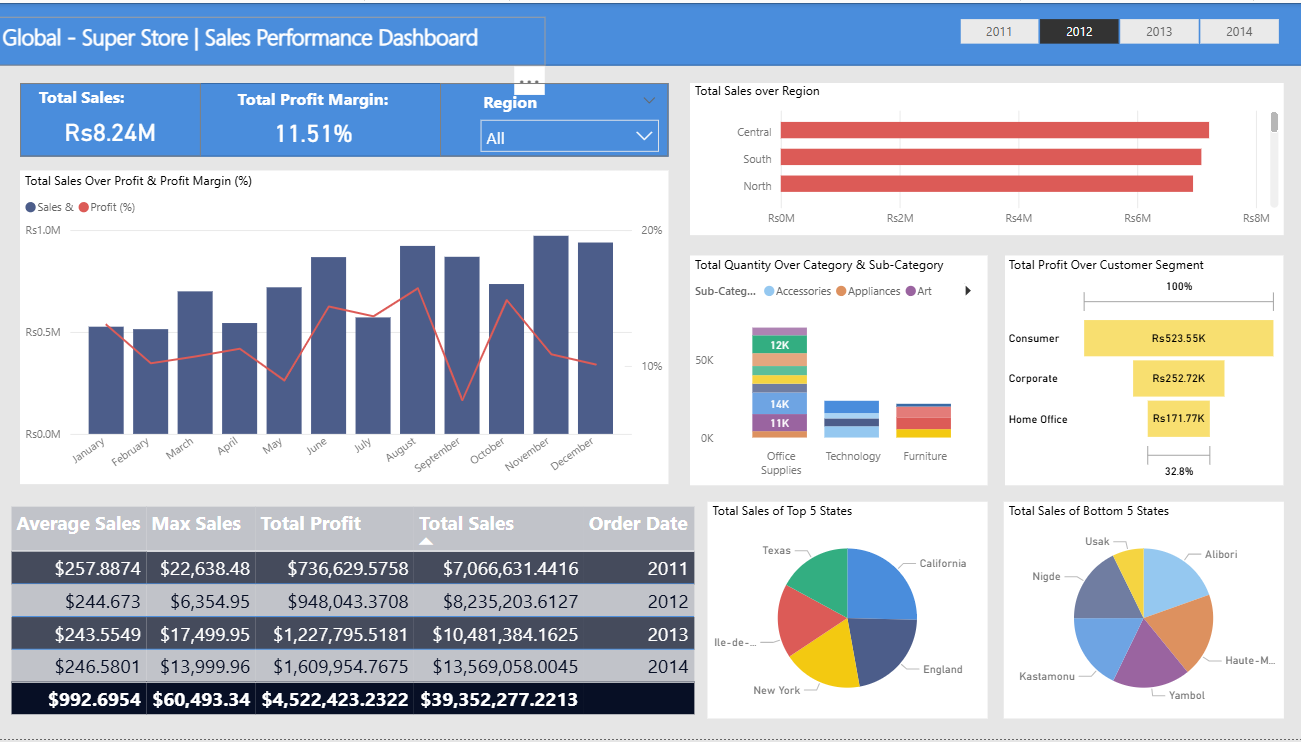 Global - Super Store | Sales Performance Dashboard
2011 2012 2013 2014
Total Sales:
Rs8.24M
Total Profit Margin:
11.51%
Region
All
Total Sales Over Profit & Profit Margin (%)
Sales & Profit (%)
Rs1.0M
Rs0.5M
Rs0.0M
20%
10%
January February March April May June July August September October November December
Total Sales over Region
Central
South
North
Rs0M Rs2M Rs4M Rs6M Rs8M
Total Quantity Over Category & Sub-Category
Sub-Categ... Accessories Appliances Art
50K
0K
12K
14K
11K
Office
Supplies
Technology
Furniture
Total Profit Over Customer Segment
100%
Consumer Rs523.55K
Corporate Rs252.72K
Home Office Rs171.77K
32.8%
Average Sales Max Sales Total Profit Total Sales Order Date
$257.8874 $22,638.48 $736,629.5758 $7,066,631.4416 2011
$244.673 $6,354.95 $948,043.3708 $8,235,203.6127 2012
$243.5549 $17,499.95 $1,227,795.5181 $10,481,384.1625 2013
$246.5801 $13,999.96 $1,609,954.7675 $13,569,058.0045 2014
$992.6954 $60,493.34 $4,522,423.2322 $39,352,277.2213
Total Sales of Top 5 States
Texas
California
Ile-de-...
England
New York
Total Sales of Bottom 5 States
Usak
Alibori
Nigde
Haute-M...
Kastamonu
Yambol